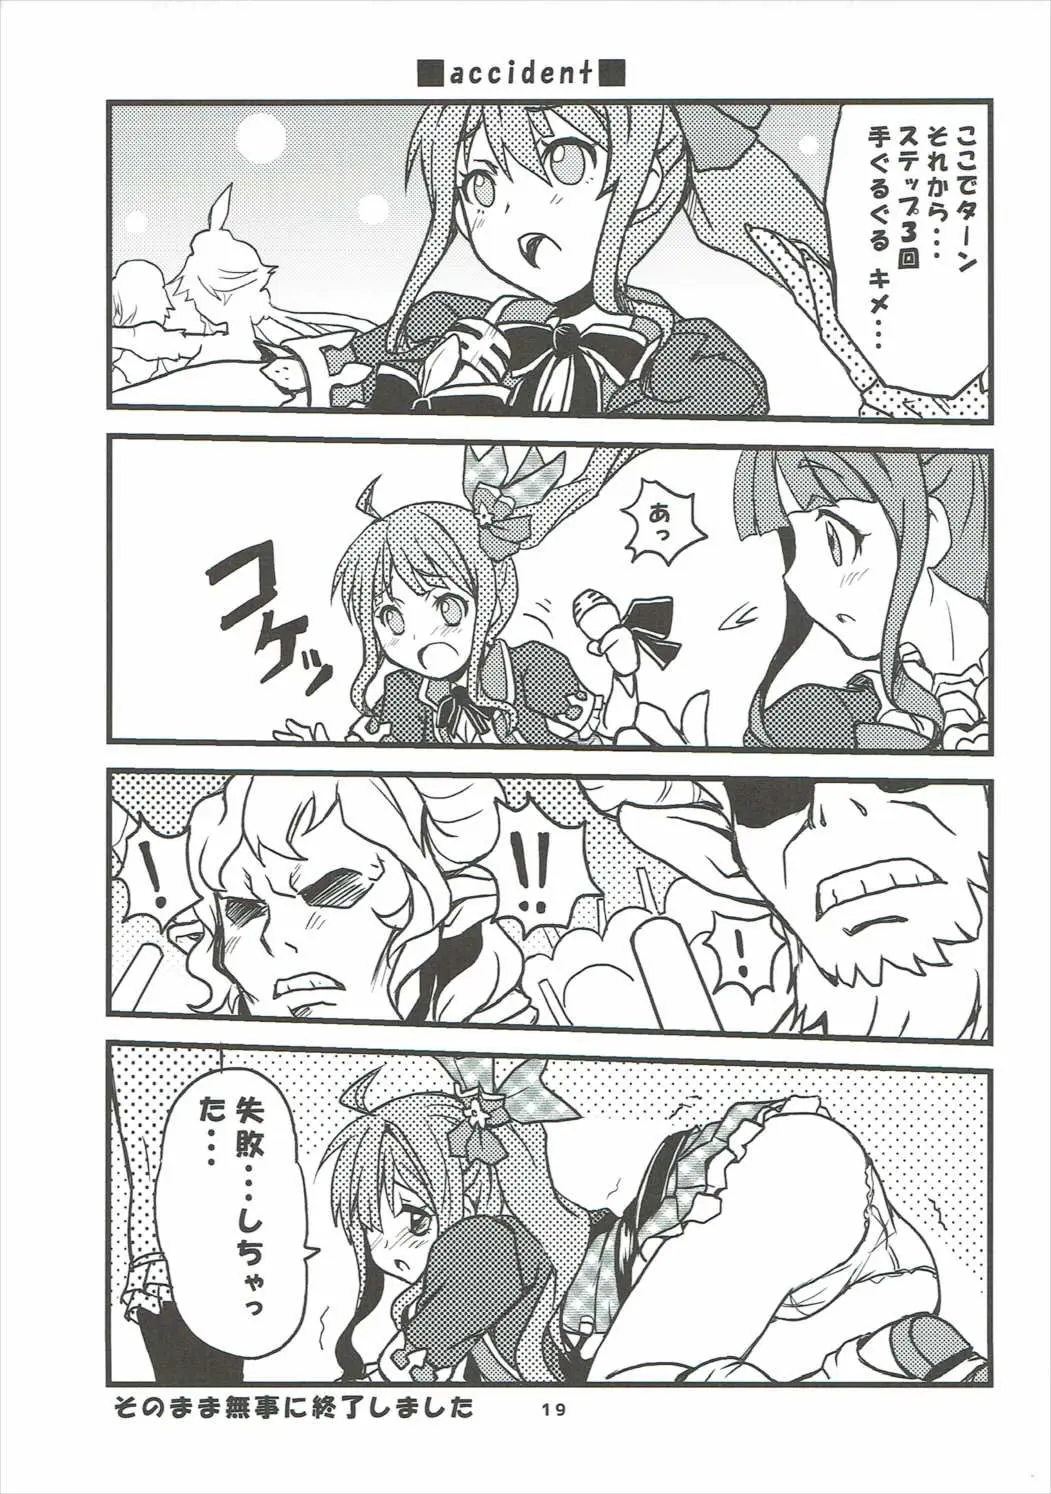 ■accident■
ここでターン
それから・・・
ステップ3回
手ぐるぐる キメ・・・
あっ
コケッ
!
!!
!
失敗・・・しちゃっ
た・・・
そのまま無事に終了しました
19